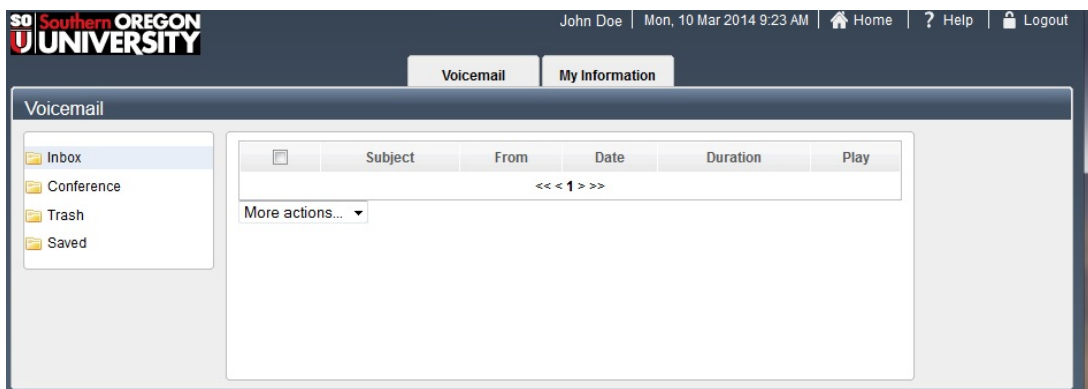 SO Southern OREGON
U UNIVERSITY
John Doe | Mon, 10 Mar 2014 9:23 AM | Home | ? Help | Logout
Voicemail My Information
Voicemail
Inbox
Conference
Trash
Saved
Subject From Date Duration Play
<< < 1 > >>
More actions...